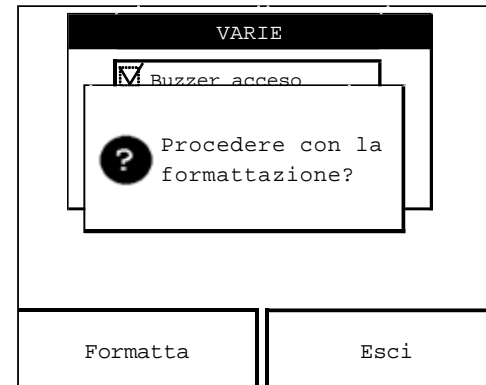 VARIE
Buzzer acceso
Procedere con la
formattazione?
Formatta
Esci